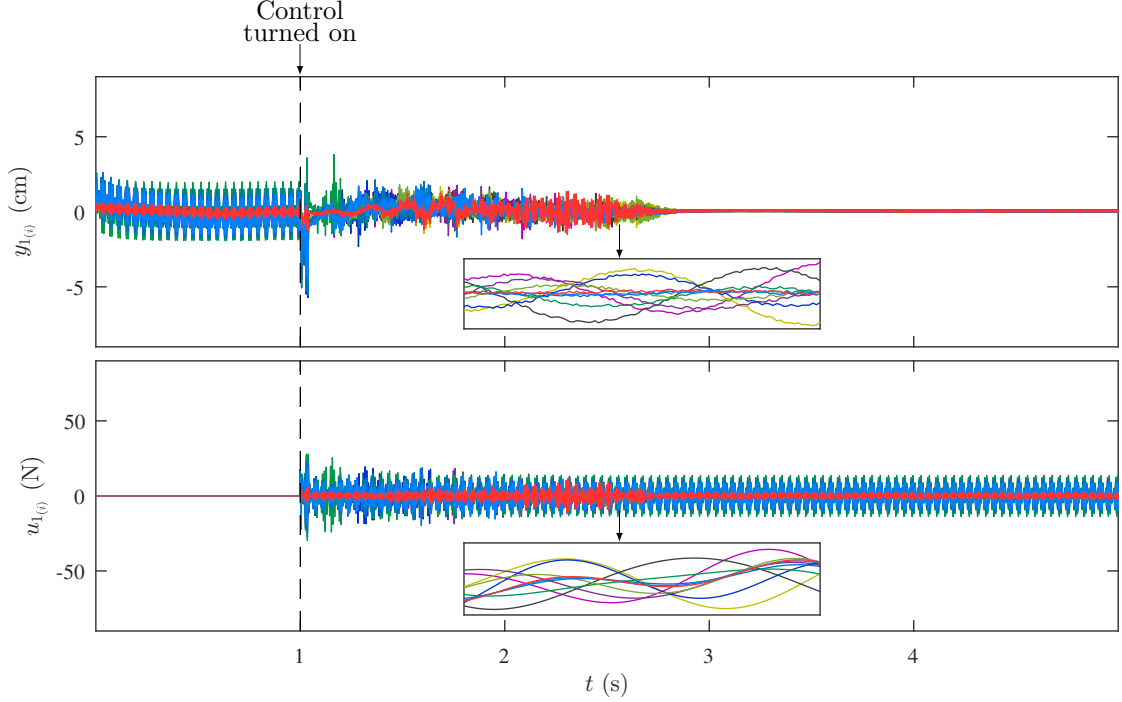 Control
turned on
5
0
-5
y₁₍ᵢ₎ (cm)
50
0
-50
u₁₍ᵢ₎ (N)
1
2
3
4
t (s)